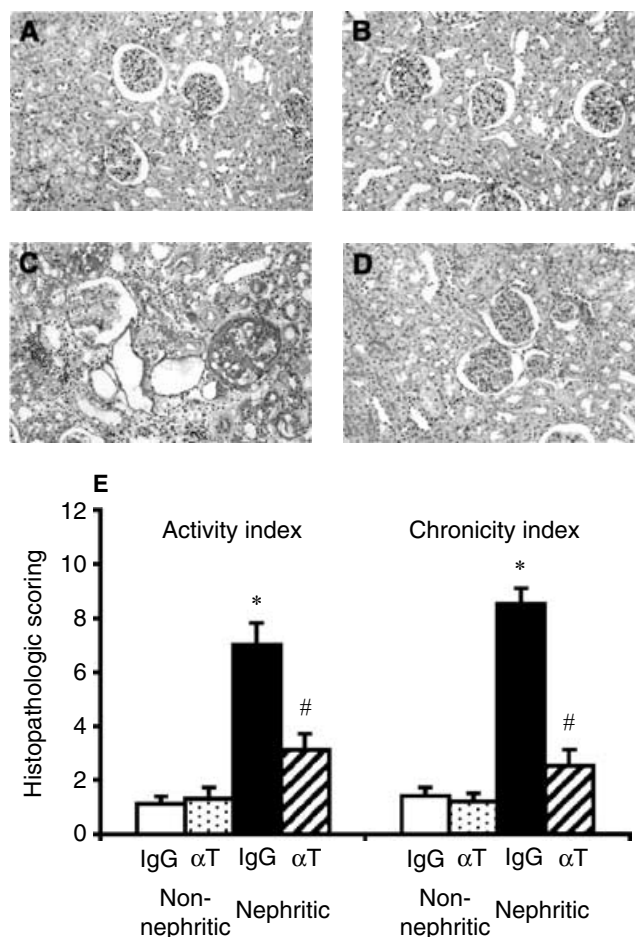 A
B
C
D
E
12
10
8
6
4
2
0
Histopathologic scoring
Activity index
Chronicity index
*
#
*
#
IgG αT IgG αT
IgG αT IgG αT
Non-
nephritic
Nephritic
Non-
nephritic
Nephritic